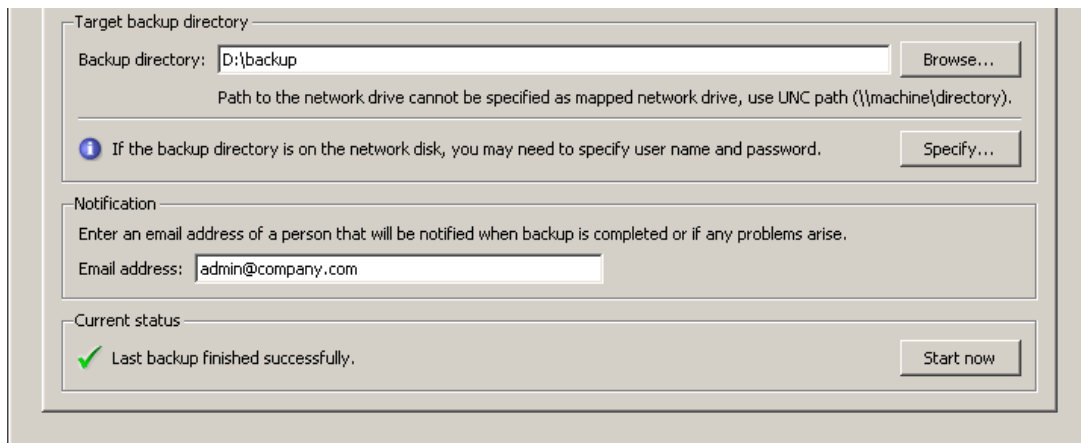 Target backup directory
Backup directory: D:\backup Browse...
Path to the network drive cannot be specified as mapped network drive, use UNC path (\\machine\directory).
If the backup directory is on the network disk, you may need to specify user name and password. Specify...
Notification
Enter an email address of a person that will be notified when backup is completed or if any problems arise.
Email address: admin@company.com
Current status
Last backup finished successfully. Start now